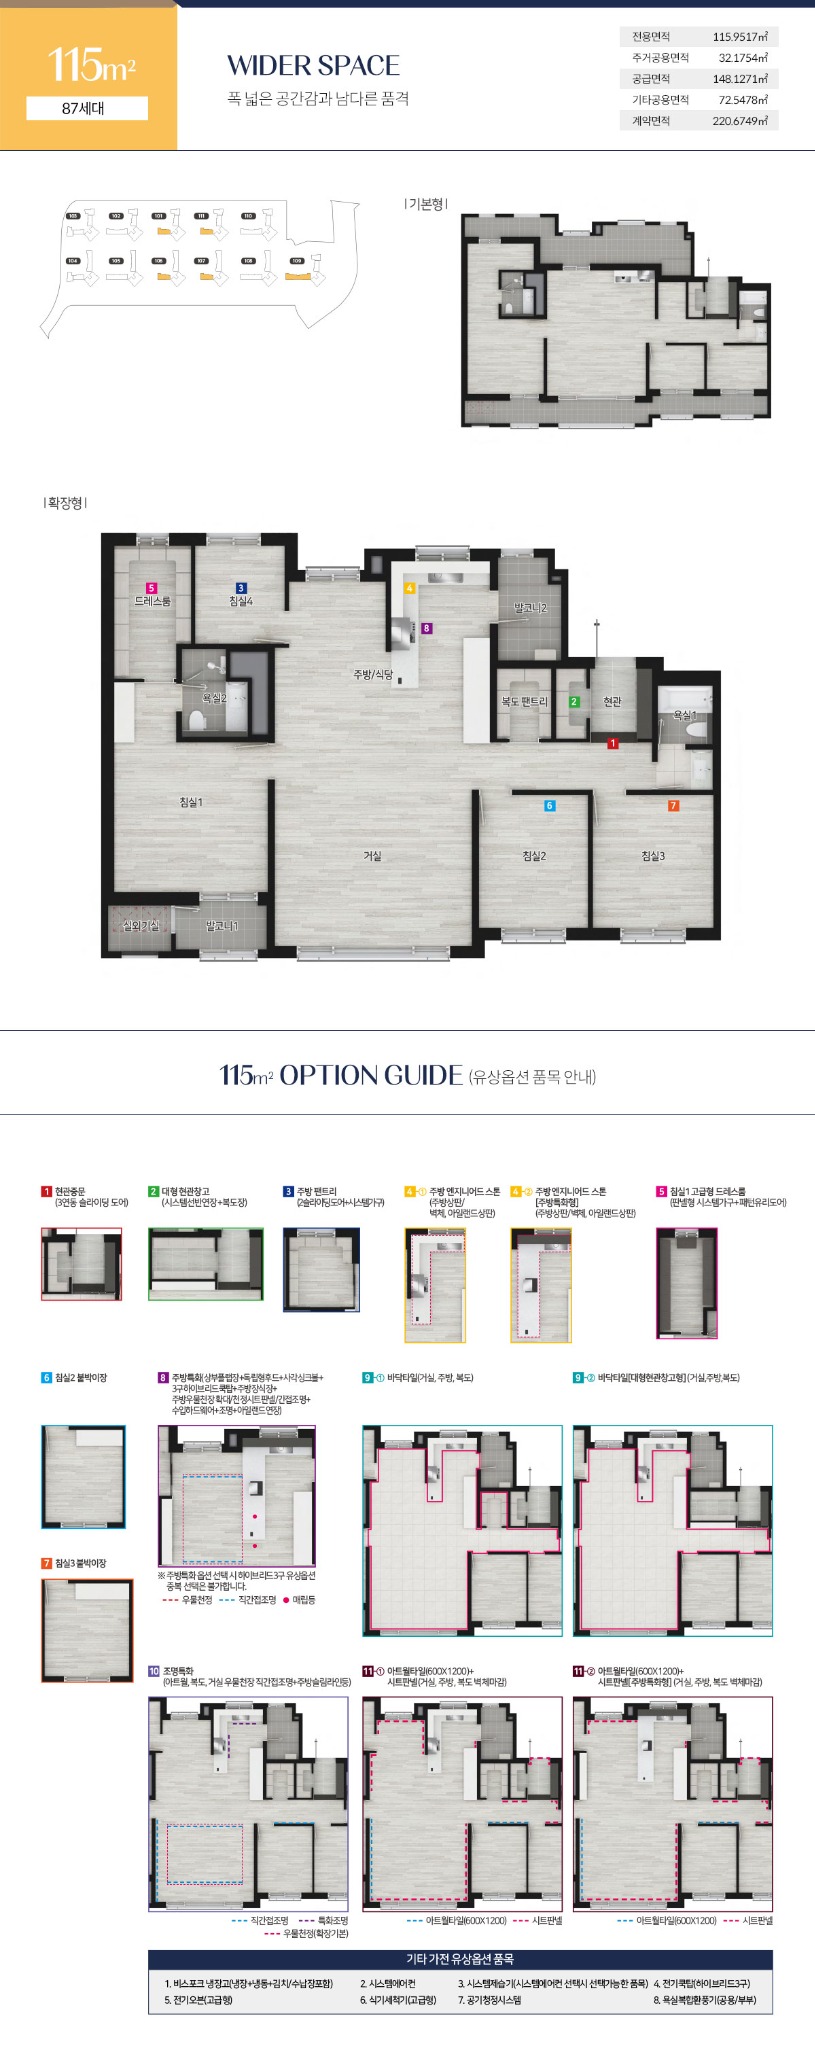 115m²
87세대
WIDER SPACE
폭 넓은 공간감과 남다른 품격
전용면적 115.9517㎡
주거공용면적 32.1754㎡
공급면적 148.1271㎡
기타공용면적 72.5478㎡
계약면적 220.6749㎡
103 102 101 111 110
104 105 106 107 108 109
| 기본형 |
| 확장형 |
5 드레스룸
3 침실4
4
8
발코니2
주방/식당
욕실2
복도 팬트리
2
현관
욕실1
1
침실1
6
7
거실
침실2
침실3
실외기실
발코니1
115m² OPTION GUIDE (유상옵션 품목 안내)
1 현관중문
(3연동 슬라이딩 도어)
2 대형 현관창고
(시스템선반연장+복도장)
3 주방 팬트리
(2슬라이딩도어+시스템가구)
4-① 주방 엔지니어드 스톤
(주방상판/
벽체, 아일랜드상판)
4-② 주방 엔지니어드 스톤
[주방특화형]
(주방상판/벽체, 아일랜드상판)
5 침실1 고급형 드레스룸
(판넬형 시스템가구+패턴유리도어)
6 침실2 붙박이장
8 주방특화(상부플랩장+독립형후드+사각싱크볼+
3구하이브리드쿡탑+주방장식장+
주방우물천장 확대/천정시트판넬/간접조명+
수입하드웨어+조명+아일랜드연장)
9-① 바닥타일(거실, 주방, 복도)
9-② 바닥타일[대형현관창고형] (거실,주방,복도)
7 침실3 붙박이장
※ 주방특화 옵션 선택 시 하이브리드3구 유상옵션
중복 선택은 불가합니다.
우물천정 직간접조명 매립등
10 조명특화
(아트월, 복도, 거실 우물천장 직간접조명+주방슬림라인등)
11-① 아트월타일(600X1200)+
시트판넬(거실, 주방, 복도 벽체마감)
11-② 아트월타일(600X1200)+
시트판넬[주방특화형] (거실, 주방, 복도 벽체마감)
직간접조명 특화조명
우물천정(확장기본)
아트월타일(600X1200) 시트판넬
아트월타일(600X1200) 시트판넬
기타 가전 유상옵션 품목
1. 비스포크 냉장고(냉장+냉동+김치/수납장포함) 2. 시스템에어컨 3. 시스템제습기(시스템에어컨 선택시 선택가능한 품목) 4. 전기쿡탑(하이브리드3구)
5. 전기오븐(고급형) 6. 식기세척기(고급형) 7. 공기청정시스템 8. 욕실복합환풍기(공용/부부)